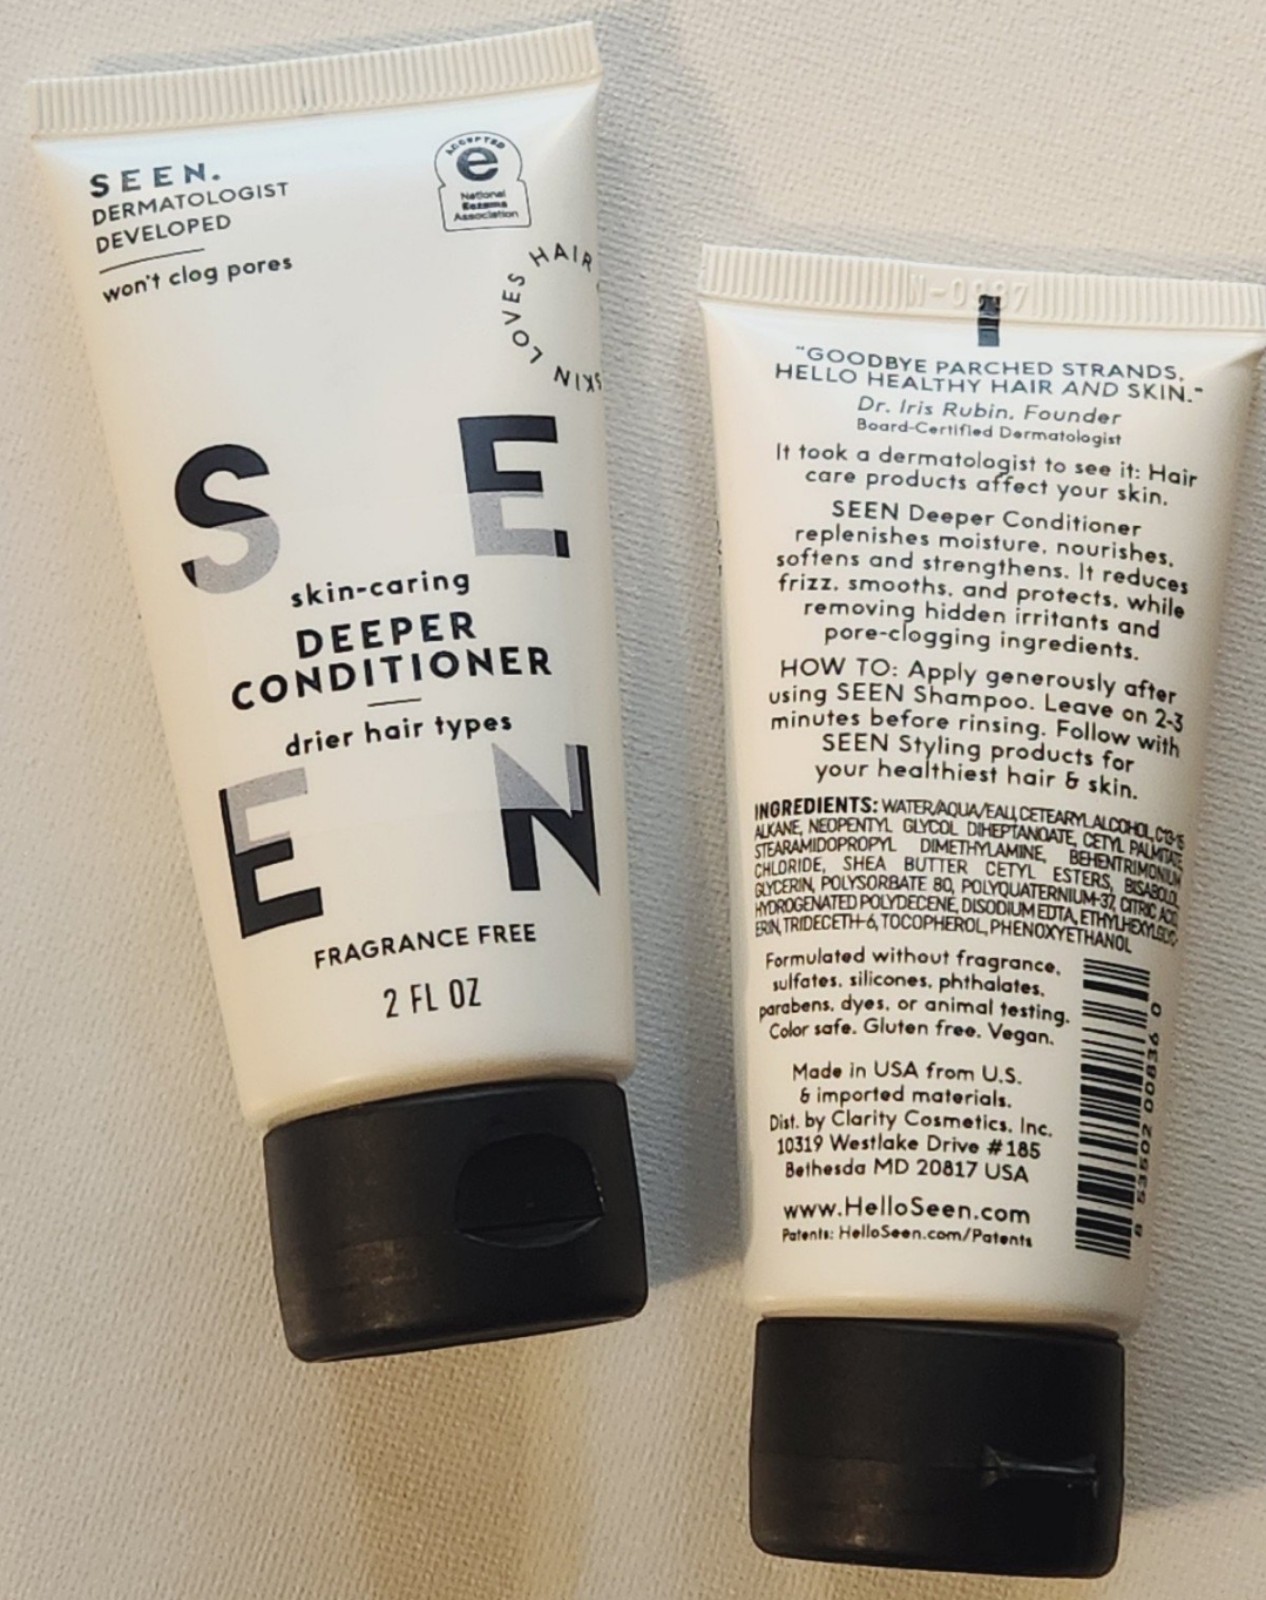 SEEN.
DERMATOLOGIST
DEVELOPED
won't clog pores
ACCEPTED
e
National
Eczema
Association
SKIN LOVES HAIR
S E
skin-caring
DEEPER
CONDITIONER
drier hair types
E N
FRAGRANCE FREE
2 FL OZ
"GOODBYE PARCHED STRANDS,
HELLO HEALTHY HAIR AND SKIN."
Dr. Iris Rubin, Founder
Board-Certified Dermatologist
It took a dermatologist to see it: Hair
care products affect your skin.
SEEN Deeper Conditioner
replenishes moisture, nourishes,
softens and strengthens. It reduces
frizz, smooths, and protects, while
removing hidden irritants and
pore-clogging ingredients.
HOW TO: Apply generously after
using SEEN Shampoo. Leave on 2-3
minutes before rinsing. Follow with
SEEN Styling products for
your healthiest hair & skin.
INGREDIENTS: WATER/AQUA/EAU, CETEARYL ALCOHOL, C13-15
ALKANE, NEOPENTYL GLYCOL DIHEPTANOATE, CETYL PALMITATE,
STEARAMIDOPROPYL DIMETHYLAMINE, BEHENTRIMONIUM
CHLORIDE, SHEA BUTTER CETYL ESTERS, BISABOLOL,
GLYCERIN, POLYSORBATE 80, POLYQUATERNIUM-37, CITRIC ACID,
HYDROGENATED POLYDECENE, DISODIUM EDTA, ETHYLHEXYLGLYC-
ERIN, TRIDECETH-6, TOCOPHEROL, PHENOXYETHANOL
Formulated without fragrance,
sulfates, silicones, phthalates,
parabens, dyes, or animal testing.
Color safe. Gluten free. Vegan.
Made in USA from U.S.
& imported materials.
Dist. by Clarity Cosmetics, Inc.
10319 Westlake Drive #185
Bethesda MD 20817 USA
www.HelloSeen.com
Patents: HelloSeen.com/Patents
8 53502 00836 0